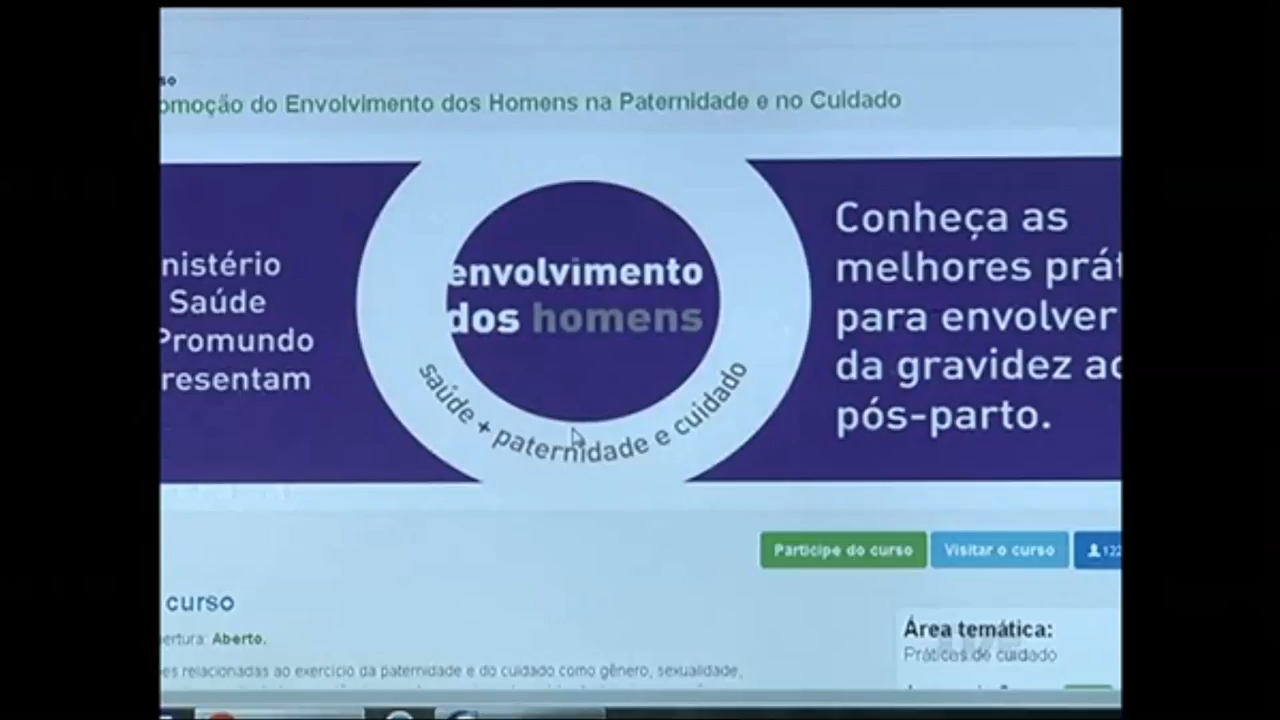 so
omoção do Envolvimento dos Homens na Paternidade e no Cuidado
nistério
Saúde
Promundo
resentam
envolvimento
dos homens
saúde + paternidade e cuidado
Conheça as
melhores prát
para envolver
da gravidez ao
pós-parto.
Participe do curso
Visitar o curso
122
curso
ertura: Aberto.
es relacionadas ao exercício da paternidade e do cuidado como gênero, sexualidade,
Área temática:
Práticas de cuidado